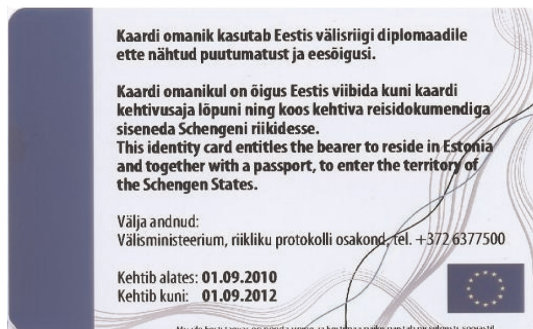 Kaardi omanik kasutab Eestis välisriigi diplomaadile
ette nähtud puutumatust ja eesõigusi.
Kaardi omanikul on õigus Eestis viibida kuni kaardi
kehtivusaja lõpuni ning koos kehtiva reisidokumendiga
siseneda Schengeni riikidesse.
This identity card entitles the bearer to reside in Estonia
and together with a passport, to enter the territory of
the Schengen States.
Välja andnud:
Välisministeerium, riikliku protokolli osakond, tel. +372 6377500
Kehtib alates: 01.09.2010
Kehtib kuni: 01.09.2012